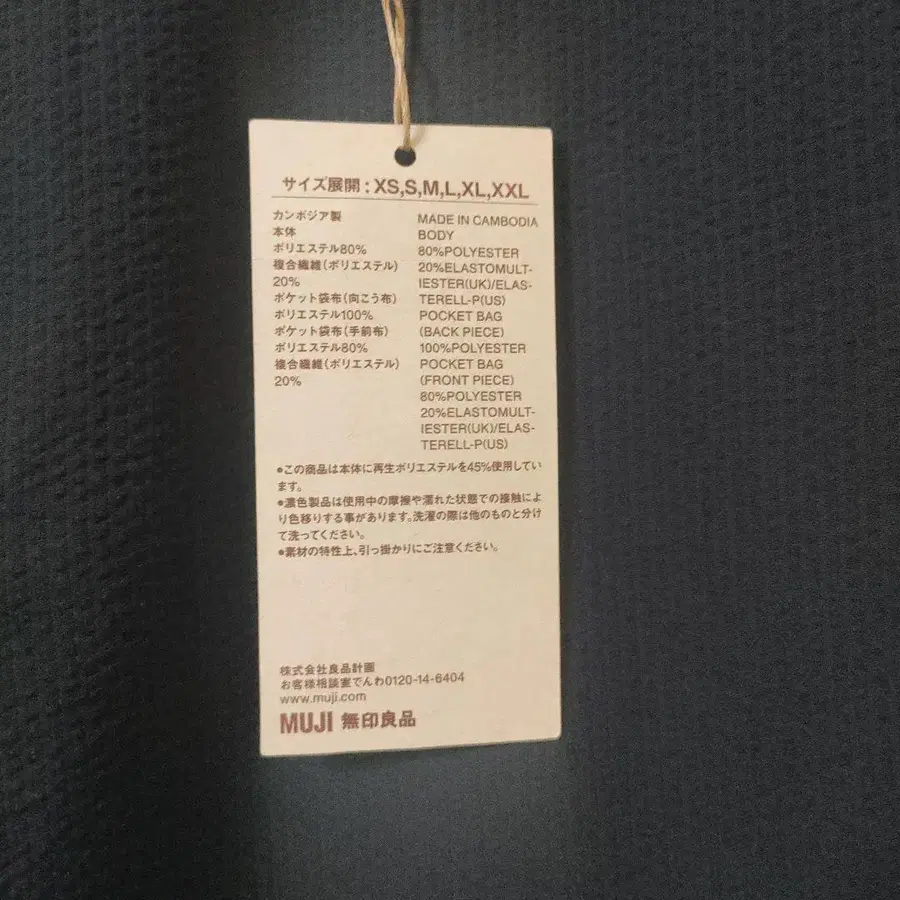 サイズ展開：XS,S,M,L,XL,XXL
カンボジア製
本体
ポリエステル80%
複合繊維(ポリエステル)
20%
ポケット袋布(向こう布)
ポリエステル100%
ポケット袋布(手前布)
ポリエステル80%
複合繊維(ポリエステル)
20%
MADE IN CAMBODIA
BODY
80%POLYESTER
20%ELASTOMULT-
IESTER(UK)/ELAS-
TERELL-P(US)
POCKET BAG
(BACK PIECE)
100%POLYESTER
POCKET BAG
(FRONT PIECE)
80%POLYESTER
20%ELASTOMULT-
IESTER(UK)/ELAS-
TERELL-P(US)
●この商品は本体に再生ポリエステルを45%使用してい
ます。
●濃色製品は使用中の摩擦や濡れた状態での接触によ
り色移りする事があります。洗濯の際は他のものと分け
て洗ってください。
●素材の特性上、引っ掛かりにご注意ください。
株式会社良品計画
お客様相談室でんわ0120-14-6404
www.muji.com
MUJI 無印良品